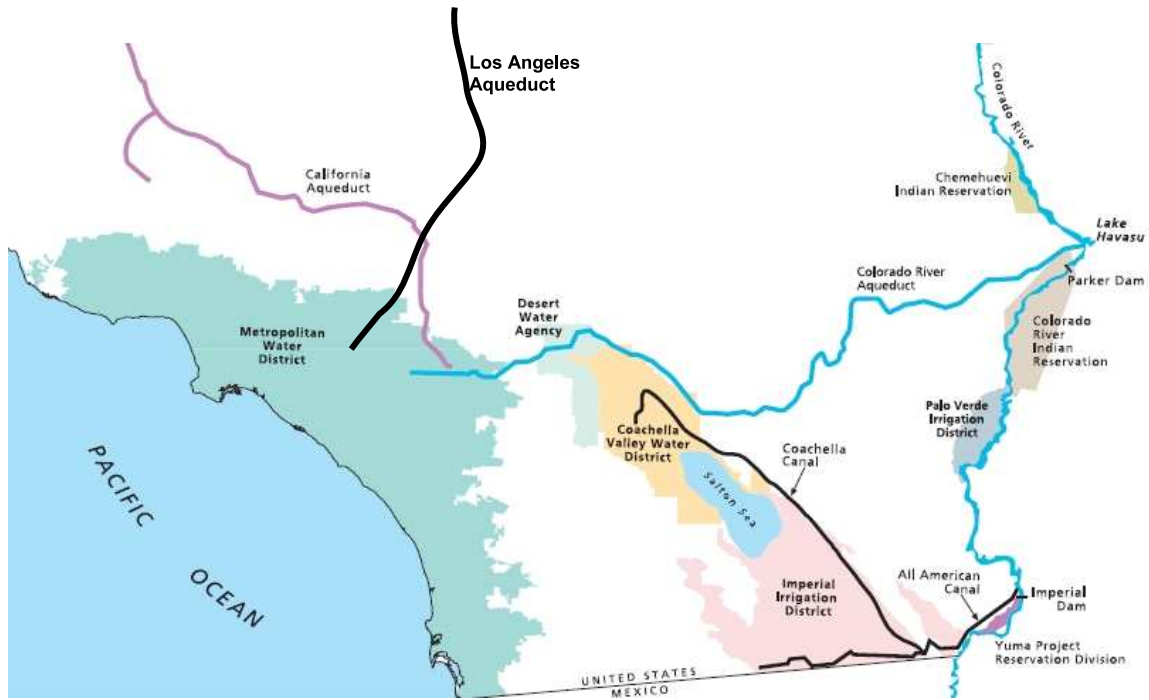 Los Angeles
Aqueduct
Colorado River
California
Aqueduct
Chemehuevi
Indian Reservation
Lake
Havasu
Colorado River
Aqueduct
Parker Dam
Desert
Water
Agency
Metropolitan
Water
District
Colorado
River
Indian
Reservation
Palo Verde
Irrigation
District
Coachella
Valley Water
District
Coachella
Canal
Salton Sea
PACIFIC
OCEAN
All American
Canal
Imperial
Dam
Imperial
Irrigation
District
Yuma Project
Reservation Division
UNITED STATES
MEXICO